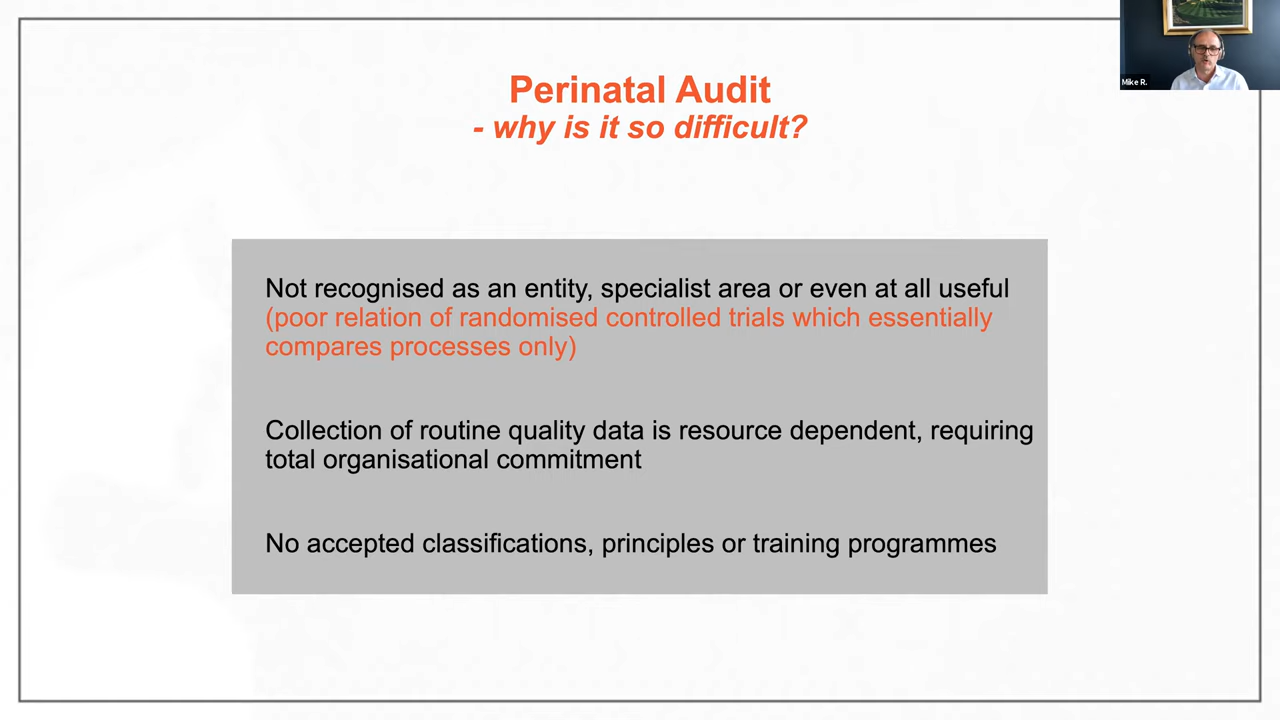 Perinatal Audit
- why is it so difficult?
Mike R.
Not recognised as an entity, specialist area or even at all useful
(poor relation of randomised controlled trials which essentially
compares processes only)
Collection of routine quality data is resource dependent, requiring
total organisational commitment
No accepted classifications, principles or training programmes